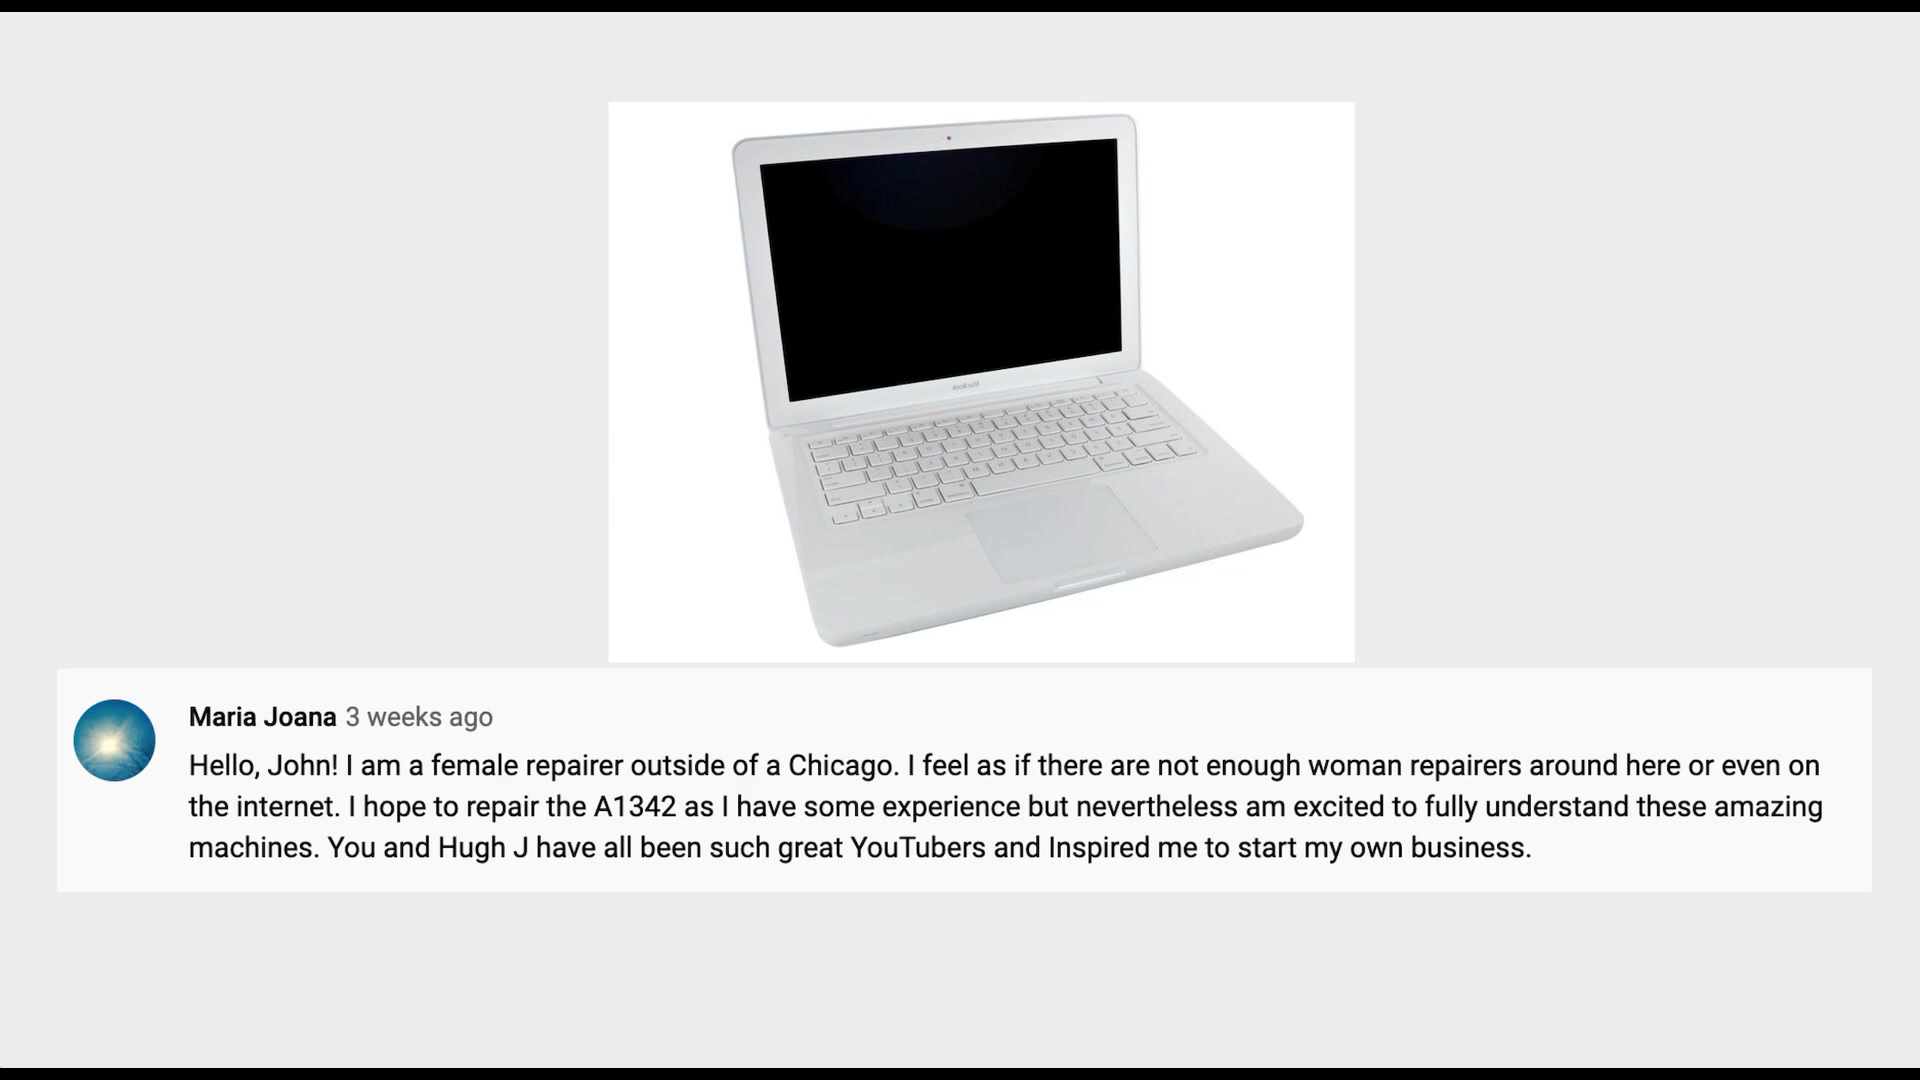 MacBook
Maria Joana 3 weeks ago
Hello, John! I am a female repairer outside of a Chicago. I feel as if there are not enough woman repairers around here or even on
the internet. I hope to repair the A1342 as I have some experience but nevertheless am excited to fully understand these amazing
machines. You and Hugh J have all been such great YouTubers and Inspired me to start my own business.